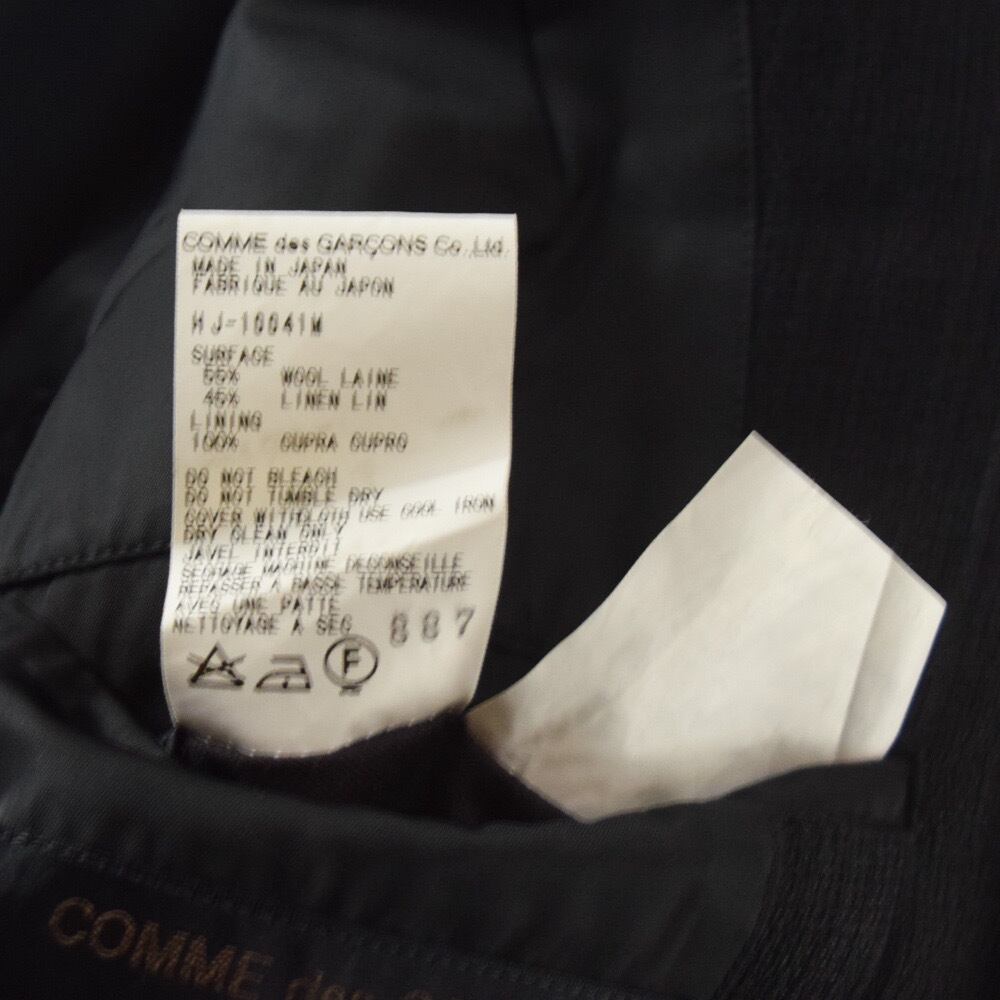 COMME des GARÇONS Co.,Ltd.
MADE IN JAPAN
FABRIQUE AU JAPON
HJ-10041M
SURFACE
55% WOOL LAINE
45% LINEN LIN
LINING
100% CUPRA CUPRO
DO NOT BLEACH
DO NOT TUMBLE DRY
COVER WITHCLOTH USE COOL IRON
DRY CLEAN ONLY
JAVEL INTERDIT
SECHAGE MACHINE DECONSEILLE
REPASSER A BASSE TEMPERATURE
AVEC UNE PATTE
NETTOYAGE A SEC 887
F
COMME des